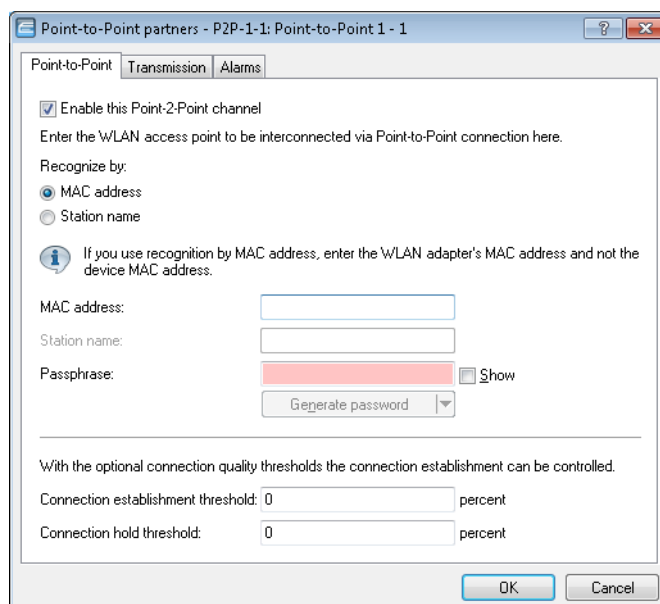 Point-to-Point partners - P2P-1-1: Point-to-Point 1 - 1
Point-to-Point Transmission Alarms
Enable this Point-2-Point channel
Enter the WLAN access point to be interconnected via Point-to-Point connection here.
Recognize by:
MAC address
Station name
If you use recognition by MAC address, enter the WLAN adapter's MAC address and not the
device MAC address.
MAC address:
Station name:
Passphrase: Show
Generate password
With the optional connection quality thresholds the connection establishment can be controlled.
Connection establishment threshold: 0 percent
Connection hold threshold: 0 percent
OK Cancel